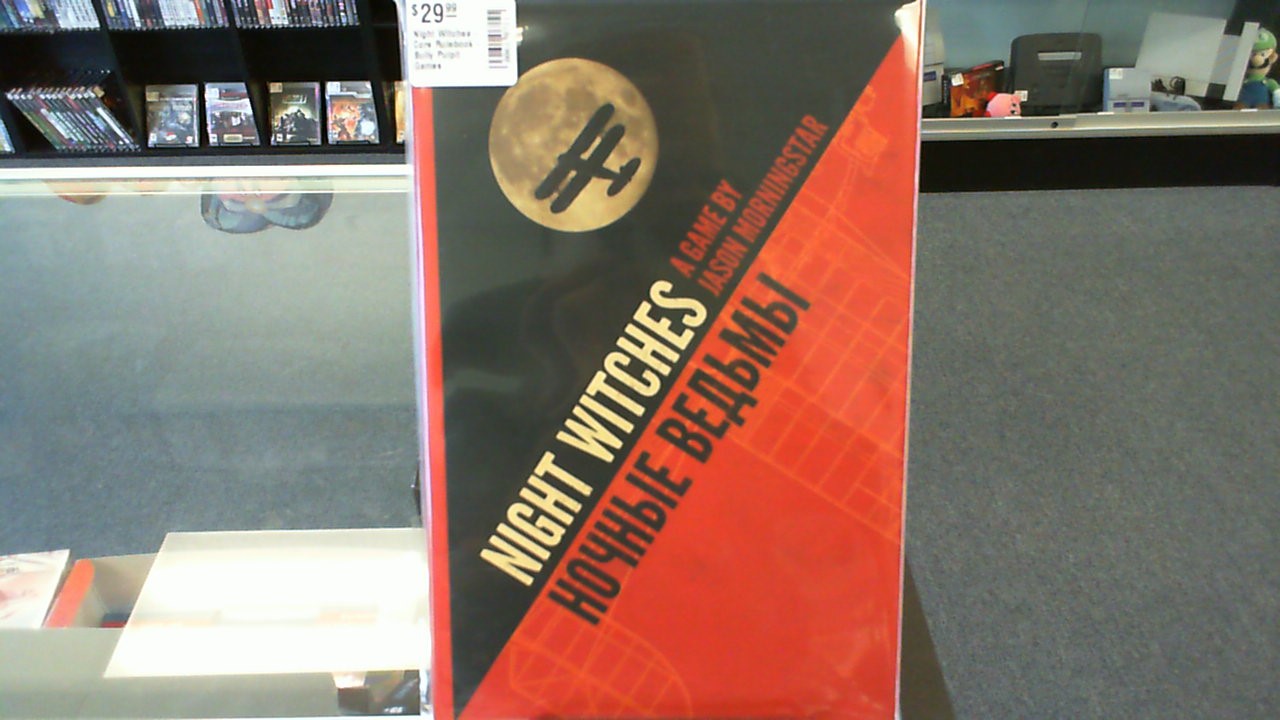 $29.99
Night Witches
Core Rulebook
Bully Pulpit
Games
A GAME BY
JASON MORNINGSTAR
NIGHT WITCHES
НОЧНЫЕ ВЕДЬМЫ